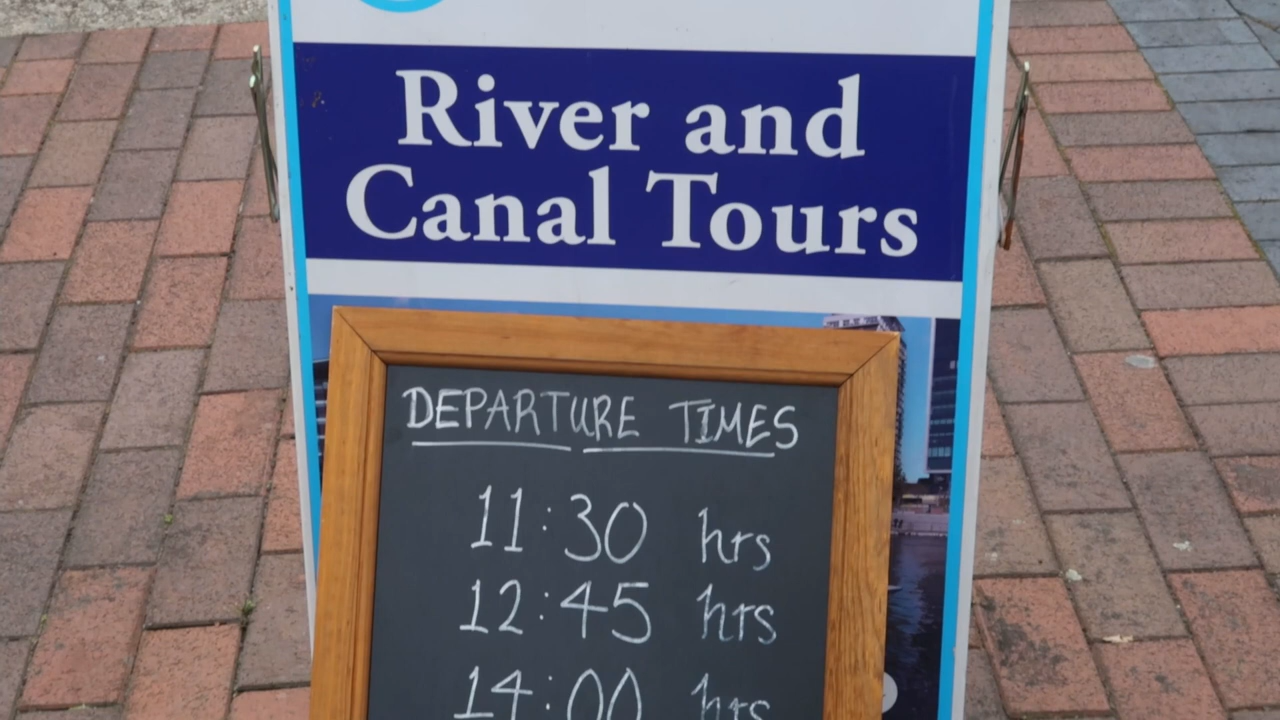 River and
Canal Tours
DEPARTURE TIMES
11:30 hrs
12:45 hrs
14:00 hrs